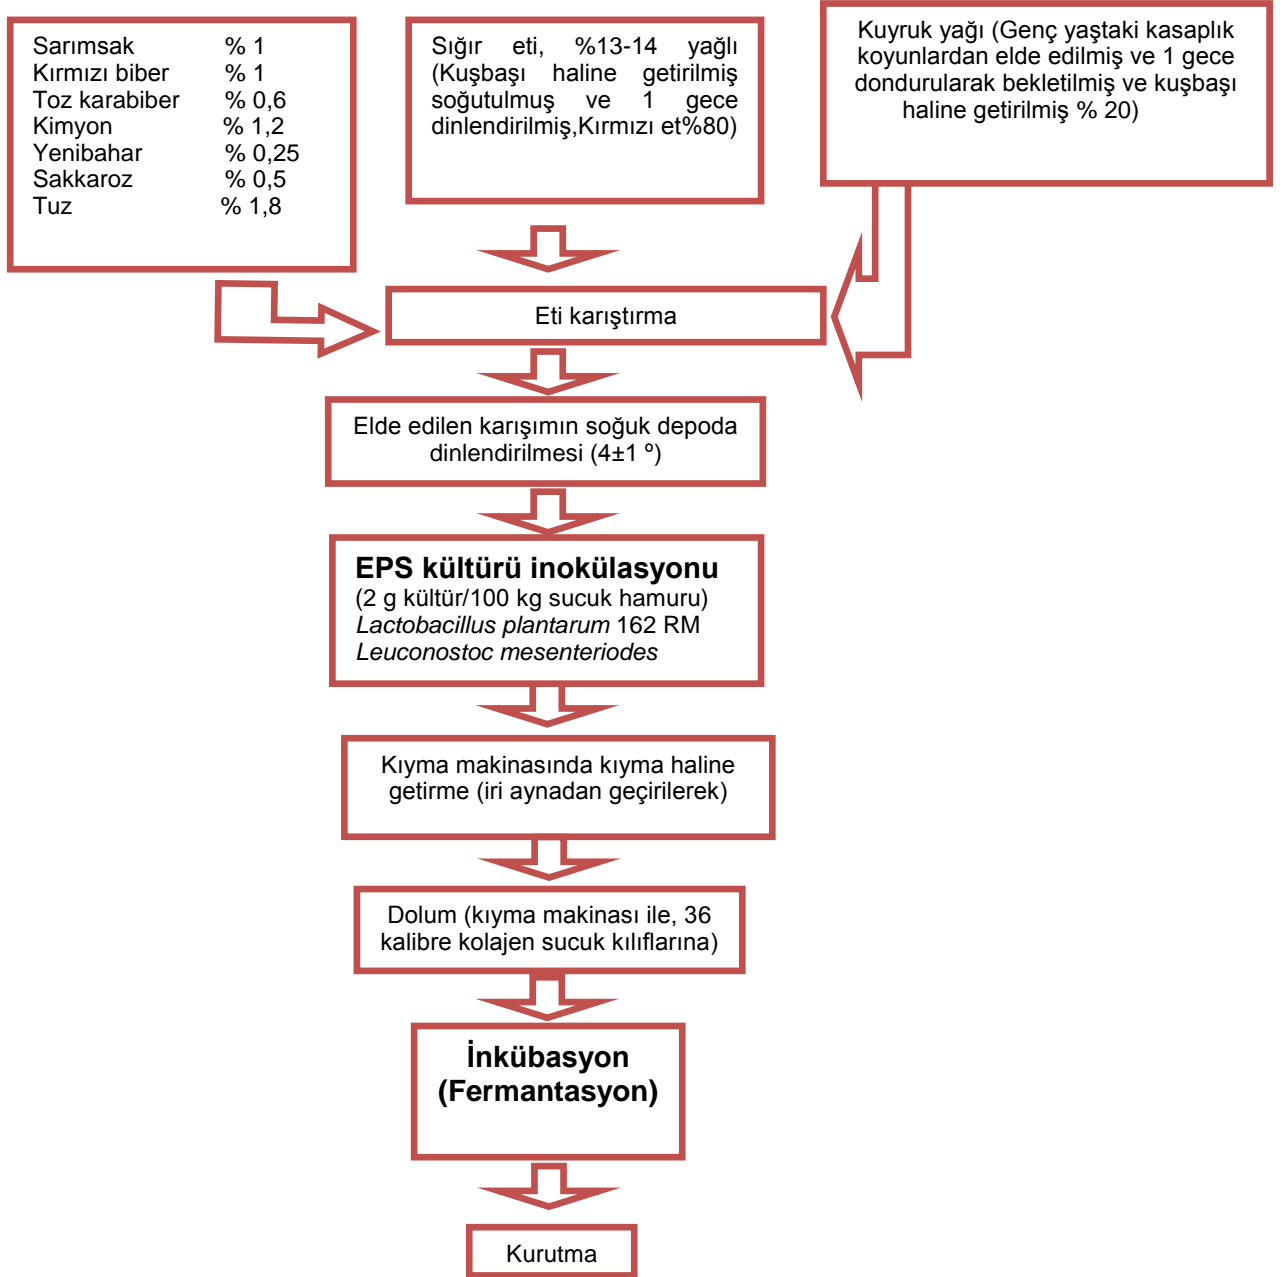 Sarımsak % 1
Kırmızı biber % 1
Toz karabiber % 0,6
Kimyon % 1,2
Yenibahar % 0,25
Sakkaroz % 0,5
Tuz % 1,8
Sığır eti, %13-14 yağlı
(Kuşbaşı haline getirilmiş
soğutulmuş ve 1 gece
dinlendirilmiş,Kırmızı et%80)
Kuyruk yağı (Genç yaştaki kasaplık
koyunlardan elde edilmiş ve 1 gece
dondurularak bekletilmiş ve kuşbaşı
haline getirilmiş % 20)
Eti karıştırma
Elde edilen karışımın soğuk depoda
dinlendirilmesi (4±1 º)
EPS kültürü inokülasyonu
(2 g kültür/100 kg sucuk hamuru)
Lactobacillus plantarum 162 RM
Leuconostoc mesenteriodes
Kıyma makinasında kıyma haline
getirme (iri aynadan geçirilerek)
Dolum (kıyma makinası ile, 36
kalibre kolajen sucuk kılıflarına)
İnkübasyon
(Fermantasyon)
Kurutma